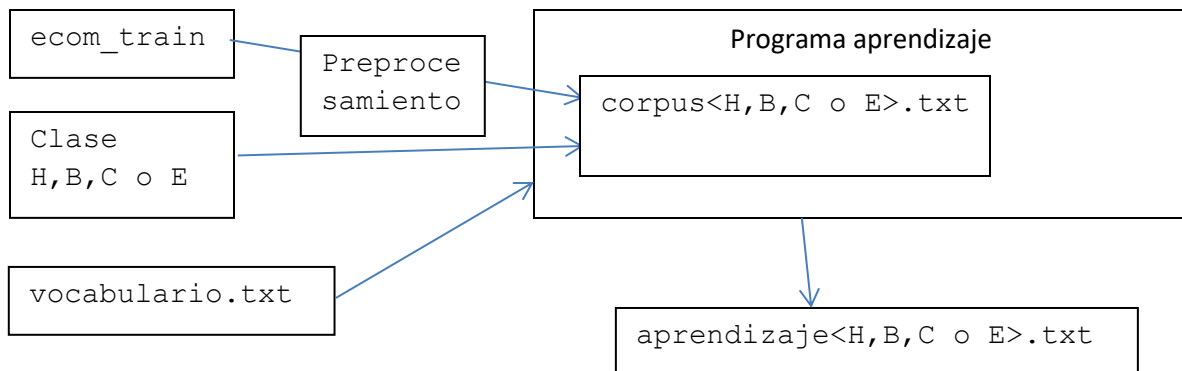 ecom_train
Preproce
samiento
Programa aprendizaje
corpus<H,B,C o E>.txt
Clase
H,B,C o E
vocabulario.txt
aprendizaje<H,B,C o E>.txt